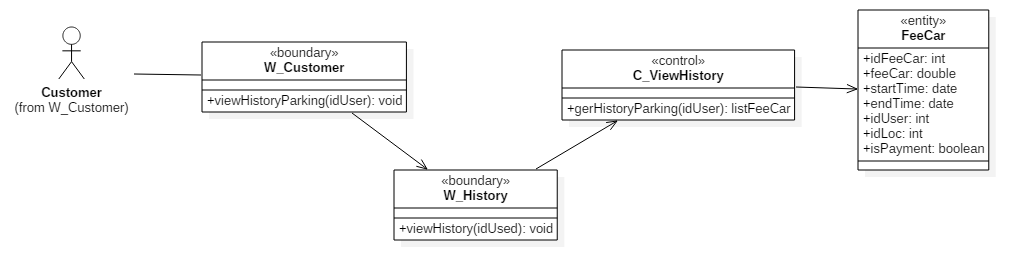 Customer
(from W_Customer)
«boundary»
W_Customer
+viewHistoryParking(idUser): void
«boundary»
W_History
+viewHistory(idUsed): void
«control»
C_ViewHistory
+gerHistoryParking(idUser): listFeeCar
«entity»
FeeCar
+idFeeCar: int
+feeCar: double
+startTime: date
+endTime: date
+idUser: int
+idLoc: int
+isPayment: boolean